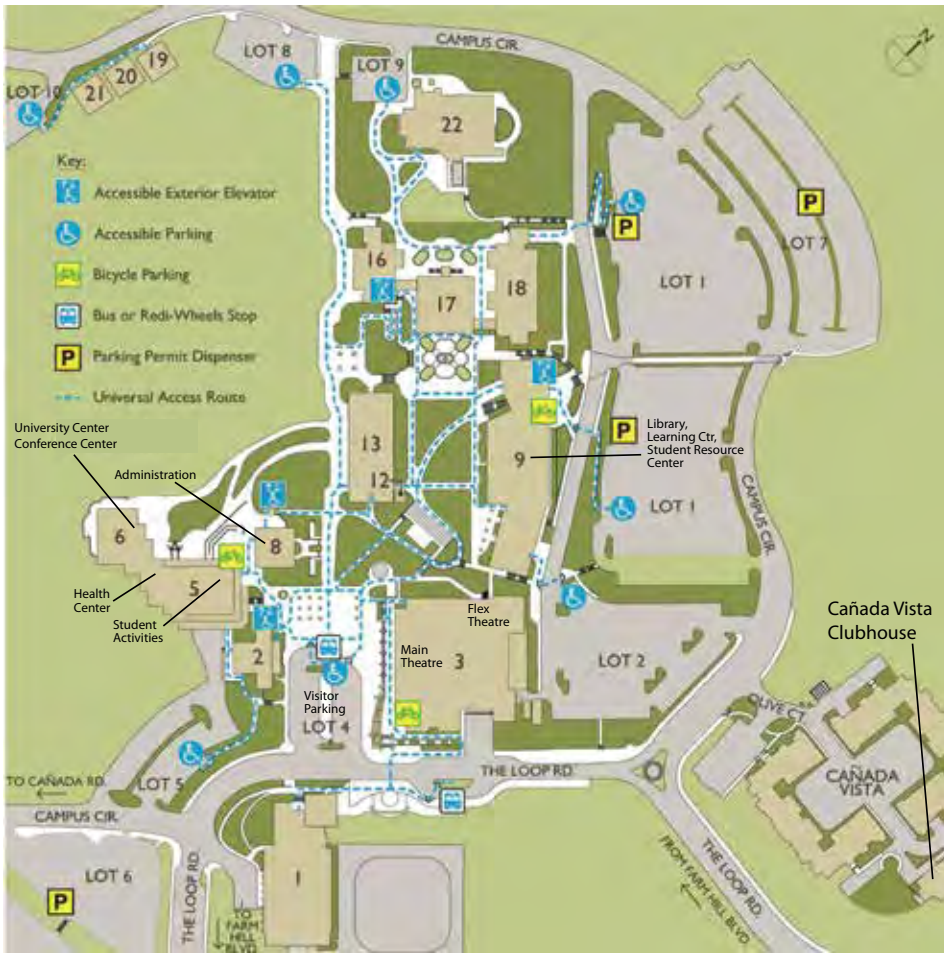 CAMPUS CIR.
N
LOT 8
LOT 9
19
20
21
LOT 10
22
Key:
Accessible Exterior Elevator
Accessible Parking
Bicycle Parking
Bus or Redi-Wheels Stop
P
Parking Permit Dispenser
Universal Access Route
P
P
LOT 7
LOT 1
16
17
18
University Center
Conference Center
Administration
13
12
9
P
Library,
Learning Ctr,
Student Resource
Center
LOT 1
CAMPUS CIR.
6
8
5
Health
Center
Student
Activities
2
Flex
Theatre
Main
Theatre
3
LOT 2
Cañada Vista
Clubhouse
Visitor
Parking
LOT 4
OLIVE CT.
CAÑADA
VISTA
THE LOOP RD.
TO CAÑADA RD.
LOT 5
CAMPUS CIR.
LOT 6
P
THE LOOP RD.
1
TO
FARM
HILL
BLVD.
FROM FARM HILL BLVD.
THE LOOP RD.